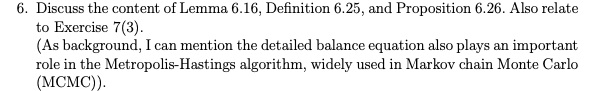 6. Discuss the content of Lemma 6.16, Definition 6.25, and Proposition 6.26. Also relate
to Exercise 7(3).
(As background, I can mention the detailed balance equation also plays an important
role in the Metropolis-Hastings algorithm, widely used in Markov chain Monte Carlo
(MCMC)).